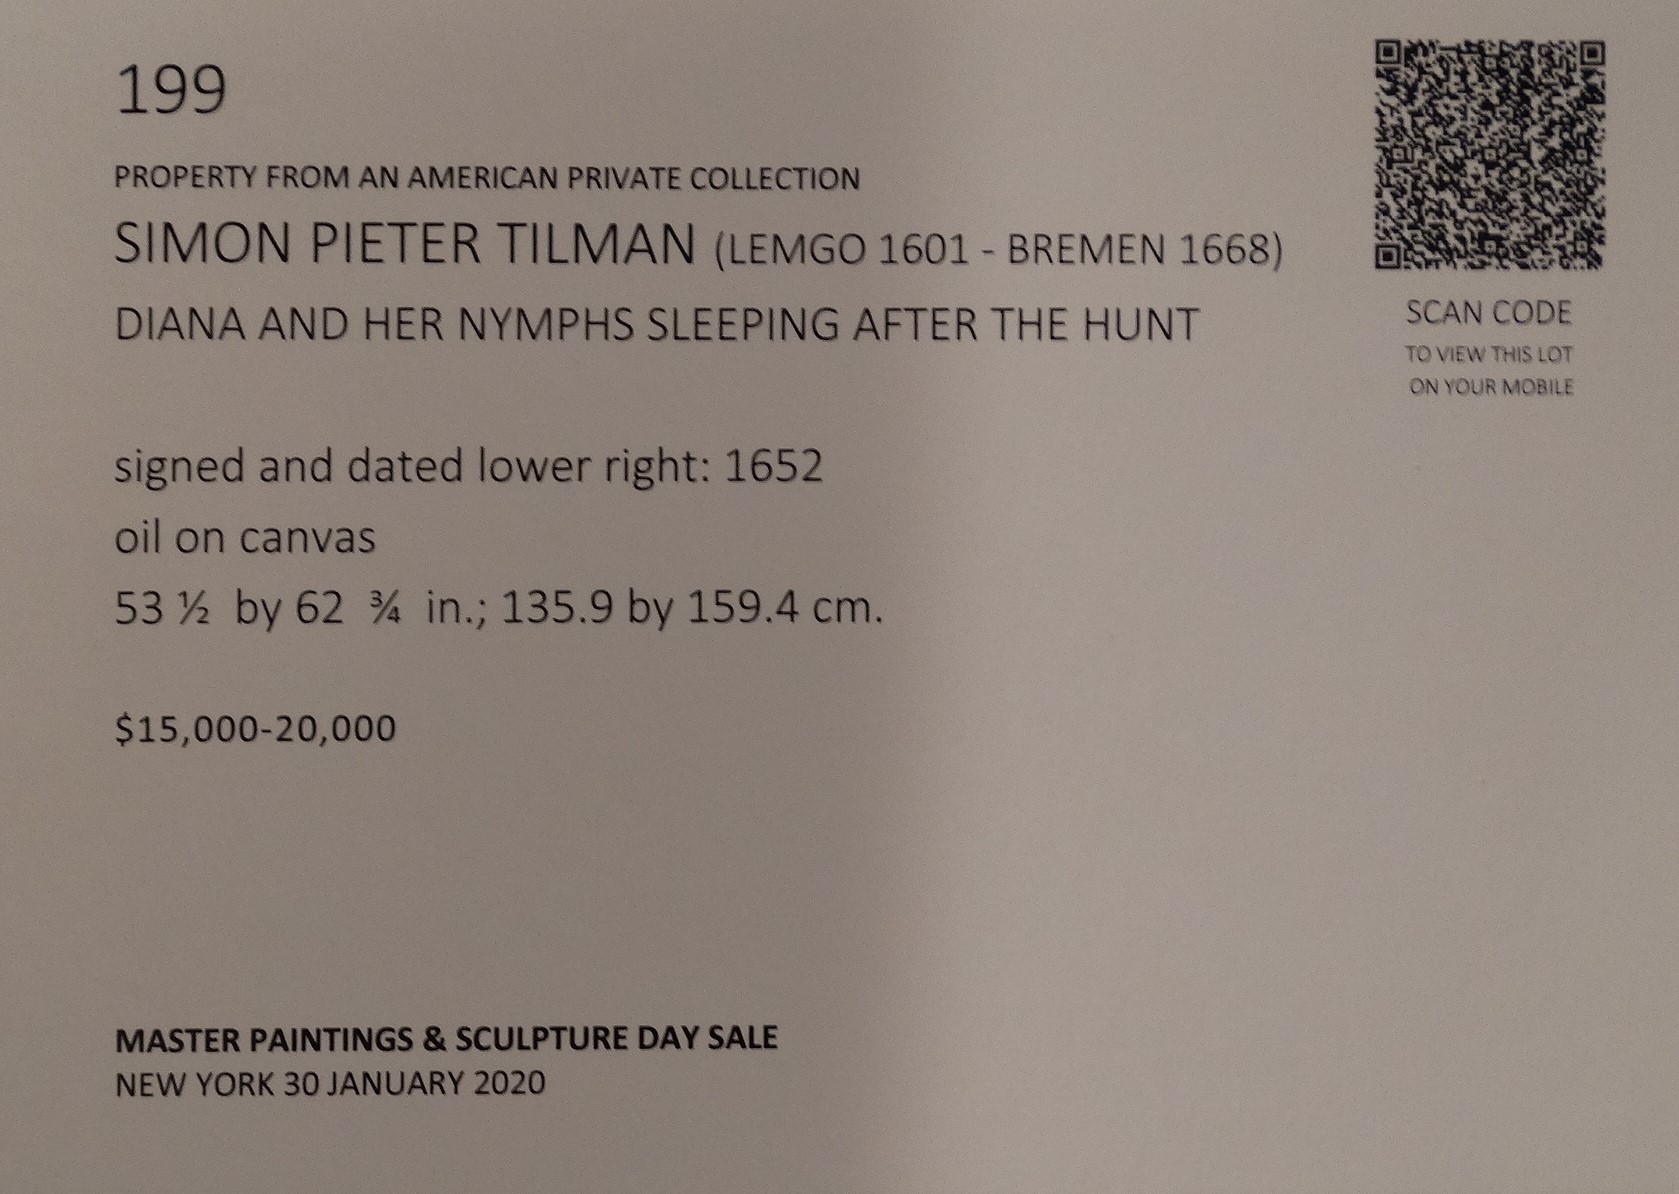 199
PROPERTY FROM AN AMERICAN PRIVATE COLLECTION
SIMON PIETER TILMAN (LEMGO 1601 - BREMEN 1668)
DIANA AND HER NYMPHS SLEEPING AFTER THE HUNT
SCAN CODE
TO VIEW THIS LOT
ON YOUR MOBILE
signed and dated lower right: 1652
oil on canvas
53 ½ by 62 ¾ in.; 135.9 by 159.4 cm.
$15,000-20,000
MASTER PAINTINGS & SCULPTURE DAY SALE
NEW YORK 30 JANUARY 2020